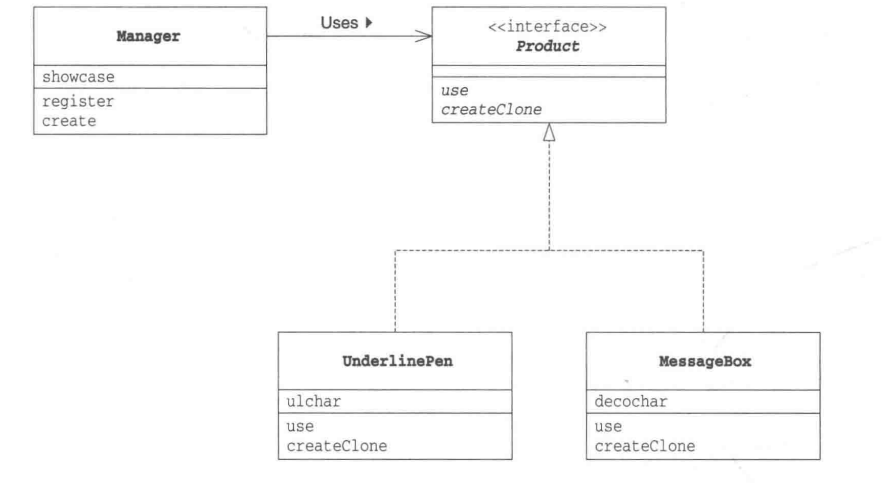 Manager
showcase
register
create
Uses ▶
<<interface>>
Product
use
createClone
UnderlinePen
ulchar
use
createClone
MessageBox
decochar
use
createClone